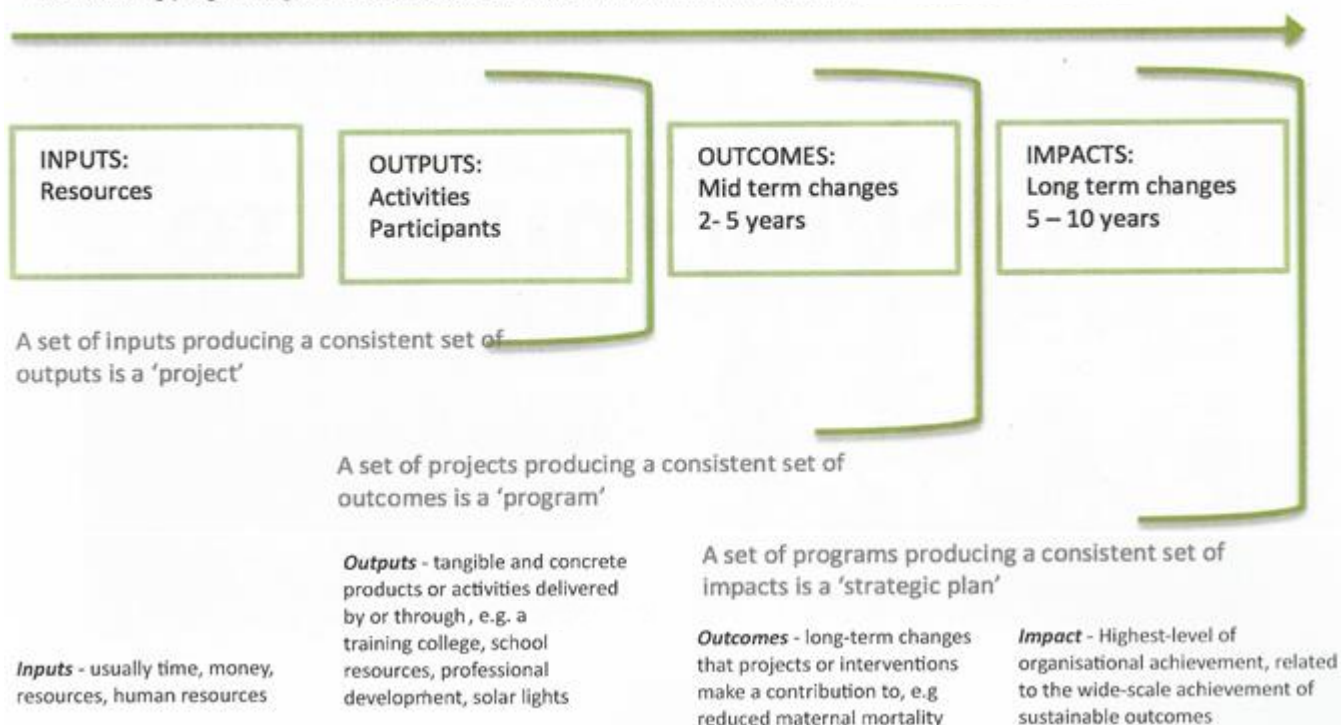 INPUTS:
Resources
OUTPUTS:
Activities
Participants
OUTCOMES:
Mid term changes
2- 5 years
IMPACTS:
Long term changes
5 – 10 years
A set of inputs producing a consistent set of
outputs is a 'project'
A set of projects producing a consistent set of
outcomes is a 'program'
A set of programs producing a consistent set of
impacts is a 'strategic plan'
Inputs - usually time, money,
resources, human resources
Outputs - tangible and concrete
products or activities delivered
by or through, e.g. a
training college, school
resources, professional
development, solar lights
Outcomes - long-term changes
that projects or interventions
make a contribution to, e.g
reduced maternal mortality
Impact - Highest-level of
organisational achievement, related
to the wide-scale achievement of
sustainable outcomes